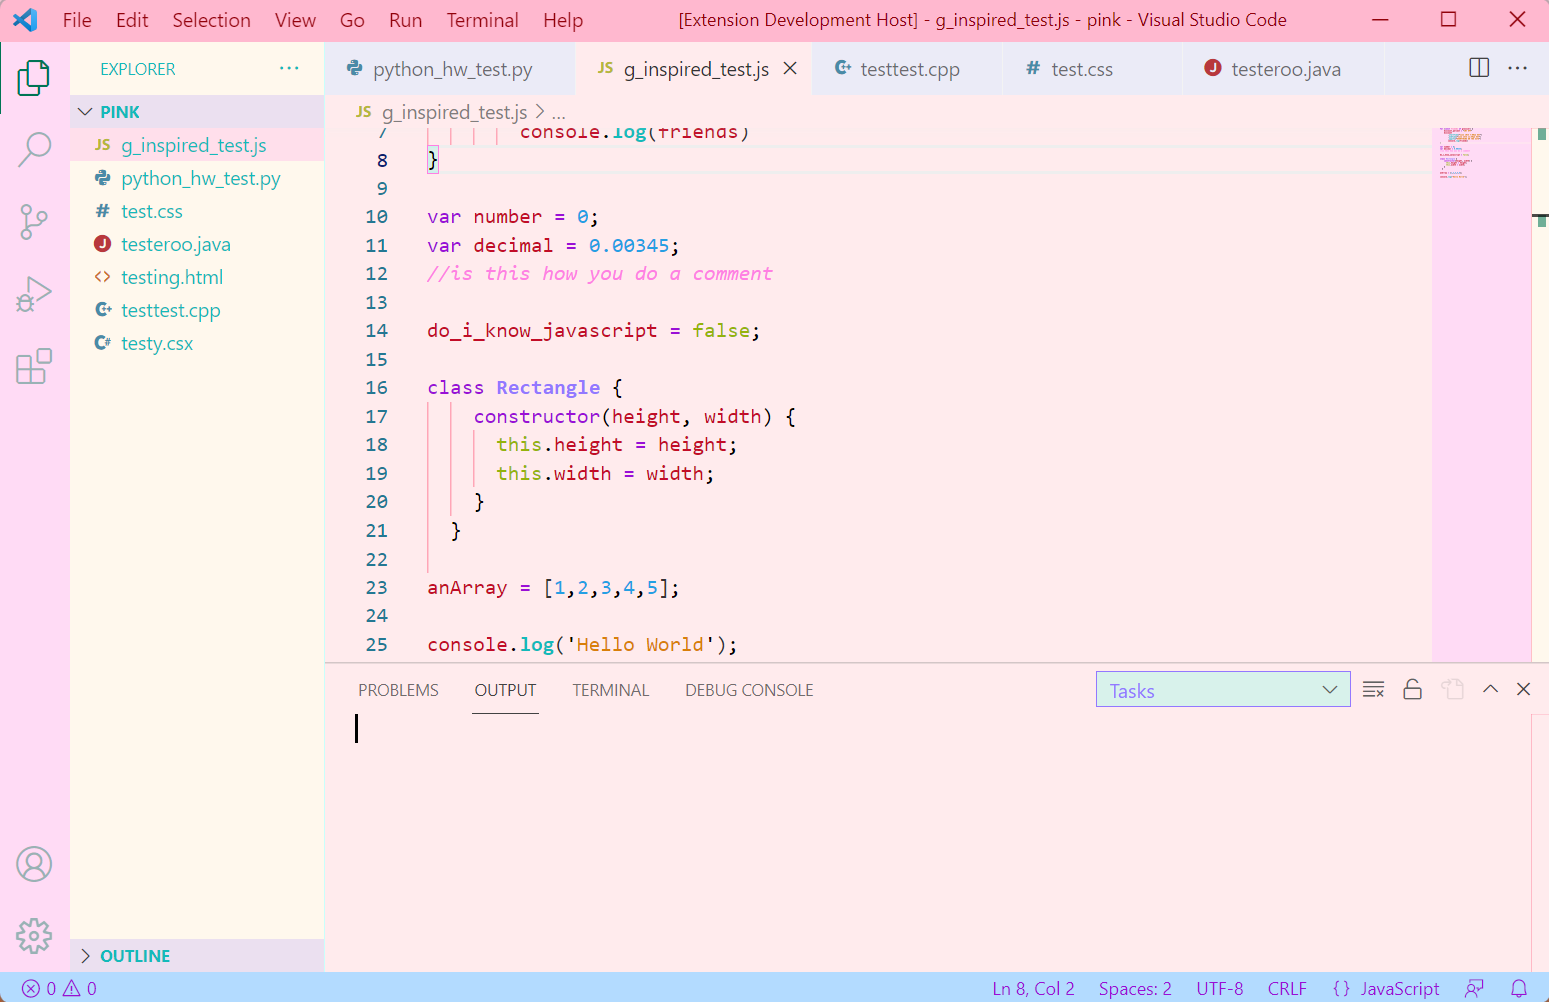 File Edit Selection View Go Run Terminal Help [Extension Development Host] - g_inspired_test.js - pink - Visual Studio Code
EXPLORER
PINK
JS g_inspired_test.js
python_hw_test.py
# test.css
J testeroo.java
<> testing.html
C+ testtest.cpp
C# testy.csx
OUTLINE
python_hw_test.py JS g_inspired_test.js C+ testtest.cpp # test.css J testeroo.java
JS g_inspired_test.js > ...
7 console.log(friends)
8 }
9
10 var number = 0;
11 var decimal = 0.00345;
12 //is this how you do a comment
13
14 do_i_know_javascript = false;
15
16 class Rectangle {
17 constructor(height, width) {
18 this.height = height;
19 this.width = width;
20 }
21 }
22
23 anArray = [1,2,3,4,5];
24
25 console.log('Hello World');
PROBLEMS OUTPUT TERMINAL DEBUG CONSOLE Tasks
0 0 Ln 8, Col 2 Spaces: 2 UTF-8 CRLF {} JavaScript